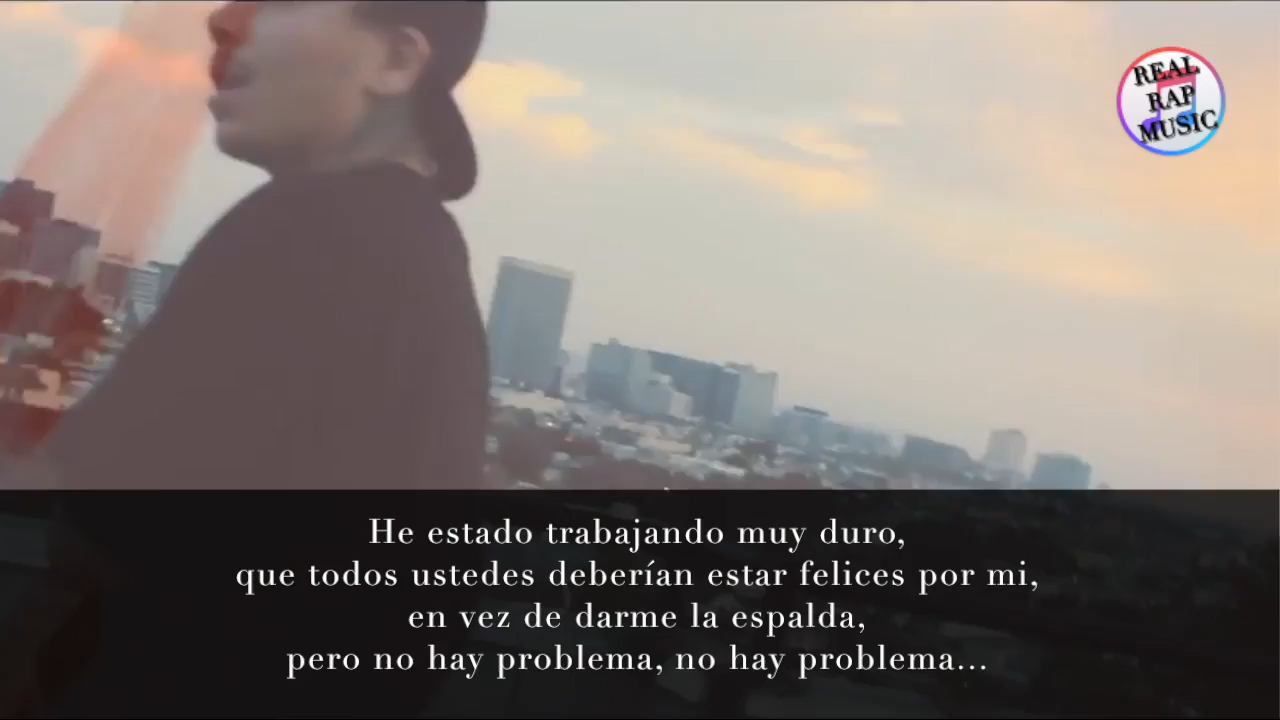 REAL
RAP
MUSIC
He estado trabajando muy duro,
que todos ustedes deberían estar felices por mi,
en vez de darme la espalda,
pero no hay problema, no hay problema...